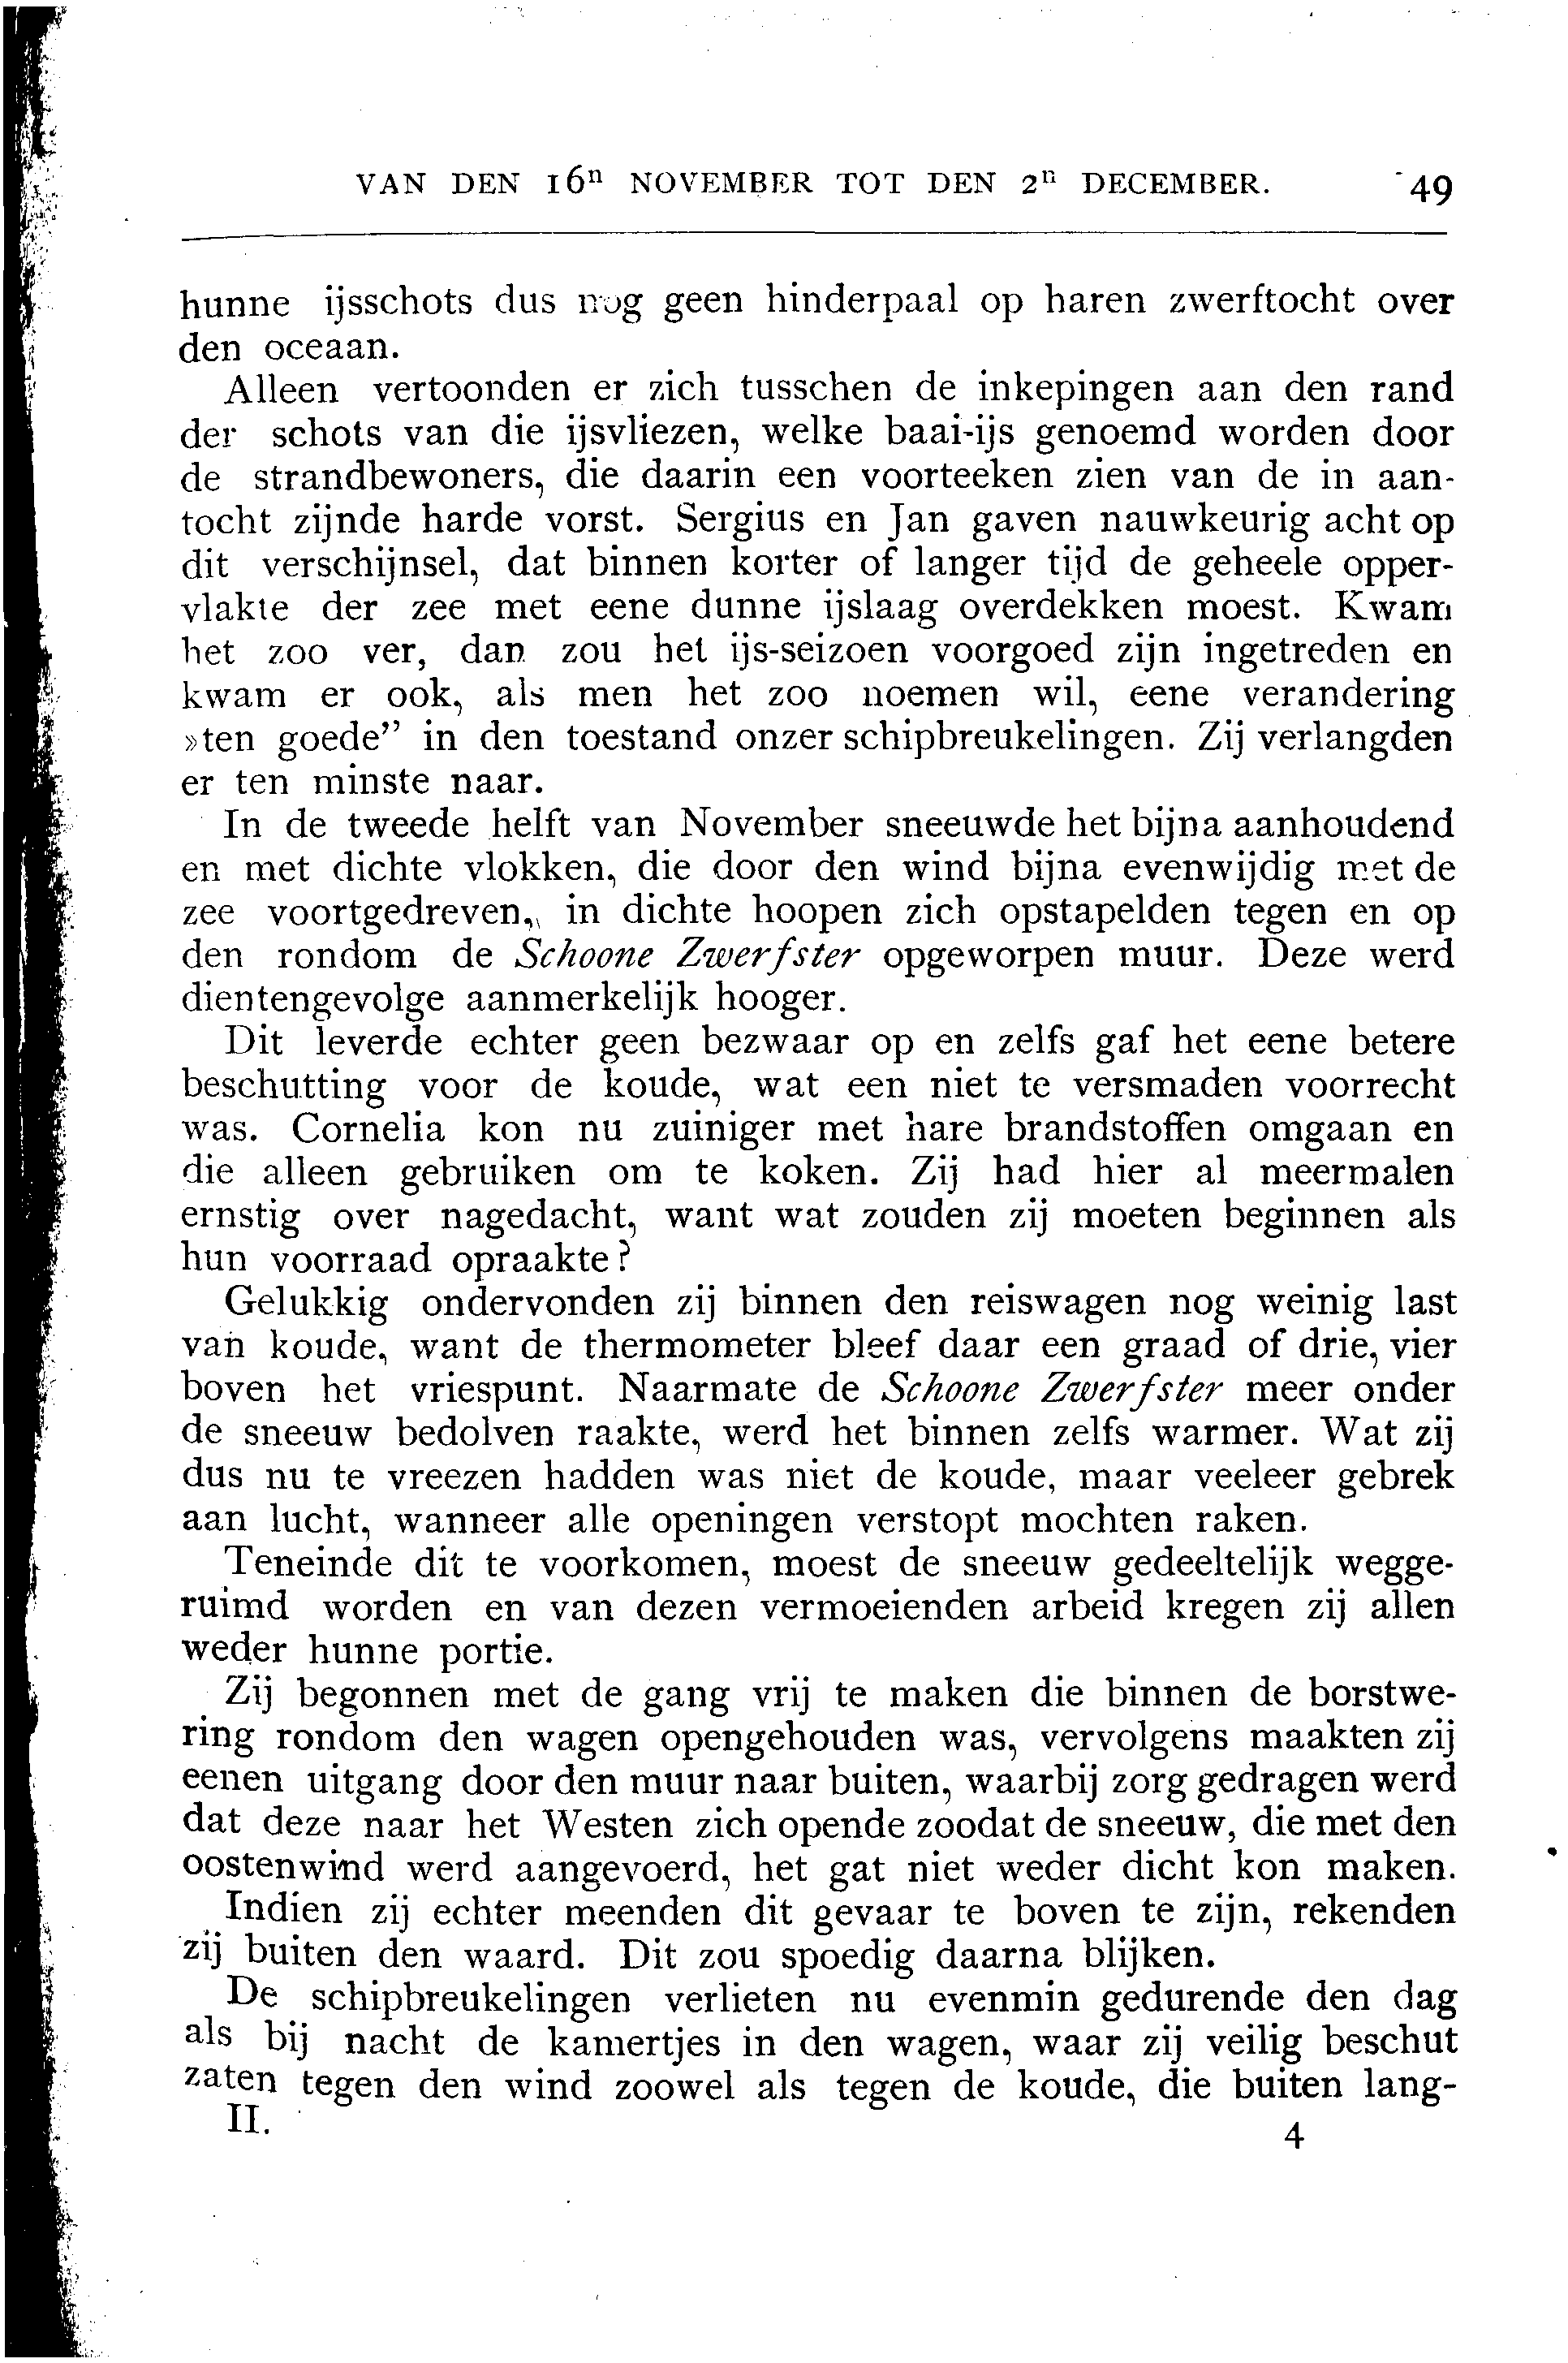 VAN DEN 16n NOVEMBER TOT DEN 2n DECEMBER. 49
hunne ijsschots dus nog geen hinderpaal op haren zwerftocht over
den oceaan.
Alleen vertoonden er zich tusschen de inkepingen aan den rand
der schots van die ijsvliezen, welke baai-ijs genoemd worden door
de strandbewoners, die daarin een voorteeken zien van de in aan-
tocht zijnde harde vorst. Sergius en Jan gaven nauwkeurig acht op
dit verschijnsel, dat binnen korter of langer tijd de geheele opper-
vlakte der zee met eene dunne ijslaag overdekken moest. Kwam
het zoo ver, dan zou het ijs-seizoen voorgoed zijn ingetreden en
kwam er ook, als men het zoo noemen wil, eene verandering
»ten goede” in den toestand onzer schipbreukelingen. Zij verlangden
er ten minste naar.
In de tweede helft van November sneeuwde het bijna aanhoudend
en met dichte vlokken, die door den wind bijna evenwijdig met de
zee voortgedreven, in dichte hoopen zich opstapelden tegen en op
den rondom de Schoone Zwerfster opgeworpen muur. Deze werd
dientengevolge aanmerkelijk hooger.
Dit leverde echter geen bezwaar op en zelfs gaf het eene betere
beschutting voor de koude, wat een niet te versmaden voorrecht
was. Cornelia kon nu zuiniger met hare brandstoffen omgaan en
die alleen gebruiken om te koken. Zij had hier al meermalen
ernstig over nagedacht, want wat zouden zij moeten beginnen als
hun voorraad opraakte?
Gelukkig ondervonden zij binnen den reiswagen nog weinig last
van koude, want de thermometer bleef daar een graad of drie, vier
boven het vriespunt. Naarmate de Schoone Zwerfster meer onder
de sneeuw bedolven raakte, werd het binnen zelfs warmer. Wat zij
dus nu te vreezen hadden was niet de koude, maar veeleer gebrek
aan lucht, wanneer alle openingen verstopt mochten raken.
Teneinde dit te voorkomen, moest de sneeuw gedeeltelijk wegge-
ruimd worden en van dezen vermoeienden arbeid kregen zij allen
weder hunne portie.
Zij begonnen met de gang vrij te maken die binnen de borstwe-
ring rondom den wagen opengehouden was, vervolgens maakten zij
eenen uitgang door den muur naar buiten, waarbij zorg gedragen werd
dat deze naar het Westen zich opende zoodat de sneeuw, die met den
oostenwind werd aangevoerd, het gat niet weder dicht kon maken.
Indien zij echter meenden dit gevaar te boven te zijn, rekenden
zij buiten den waard. Dit zou spoedig daarna blijken.
De schipbreukelingen verlieten nu evenmin gedurende den dag
als bij nacht de kamertjes in den wagen, waar zij veilig beschut
zaten tegen den wind zoowel als tegen de koude, die buiten lang-
II. 4